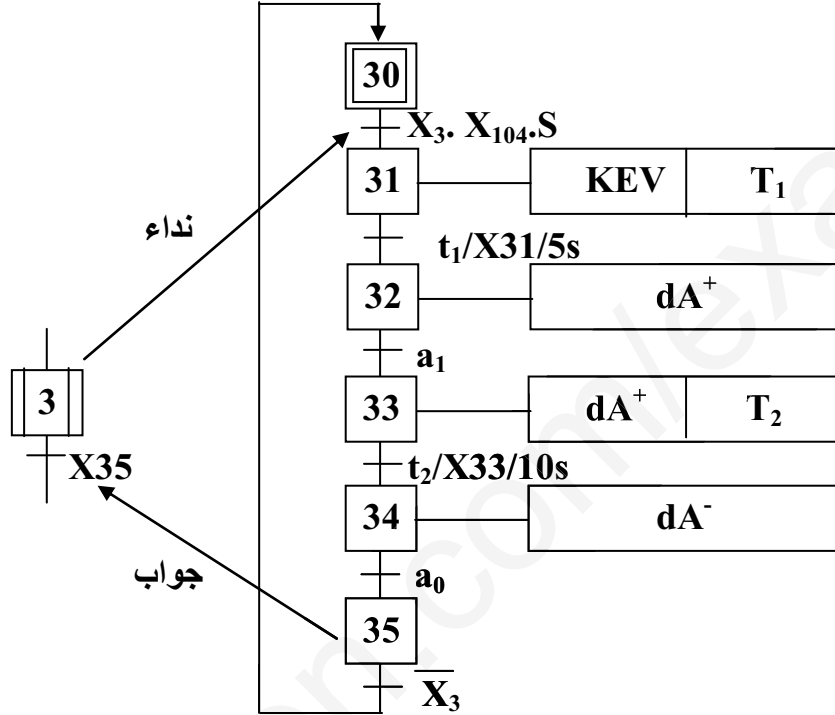 30
X₃. X₁₀₄.S
31 KEV T₁
نداء
t₁/X31/5s
32 dA⁺
a₁
3
33 dA⁺ T₂
X35
t₂/X33/10s
34 dA⁻
جواب
a₀
35
X̅₃